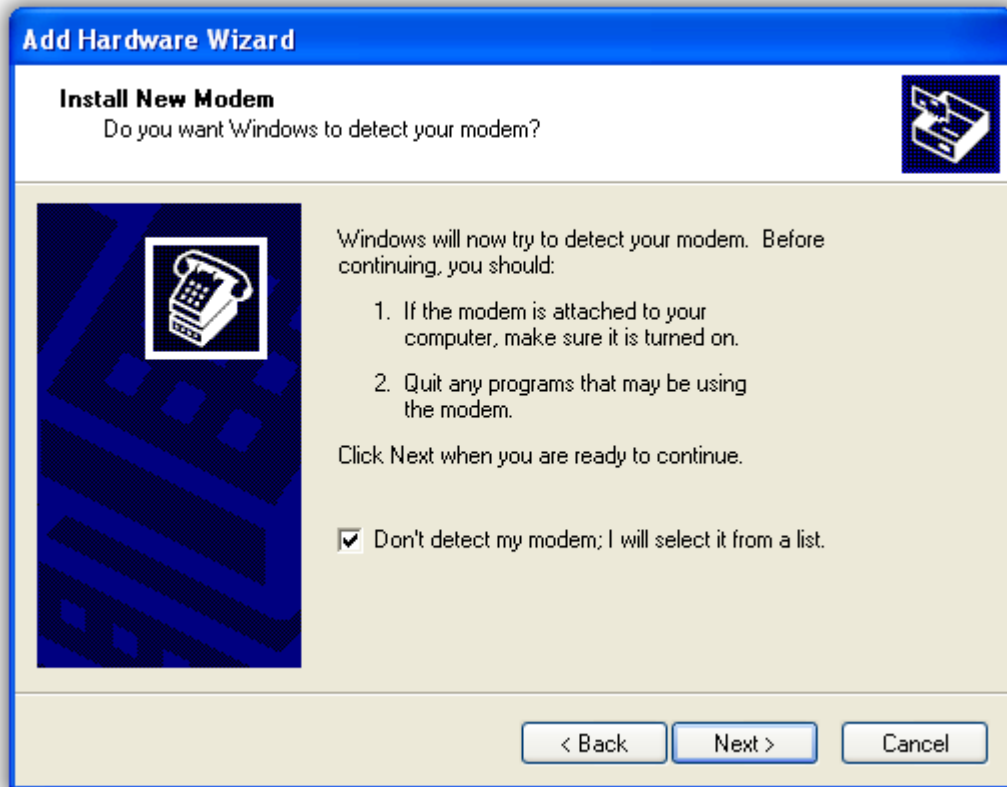 Add Hardware Wizard
Install New Modem
Do you want Windows to detect your modem?
Windows will now try to detect your modem.  Before
continuing, you should:
1. If the modem is attached to your
computer, make sure it is turned on.
2. Quit any programs that may be using
the modem.
Click Next when you are ready to continue.
Don't detect my modem; I will select it from a list.
< Back
Next >
Cancel